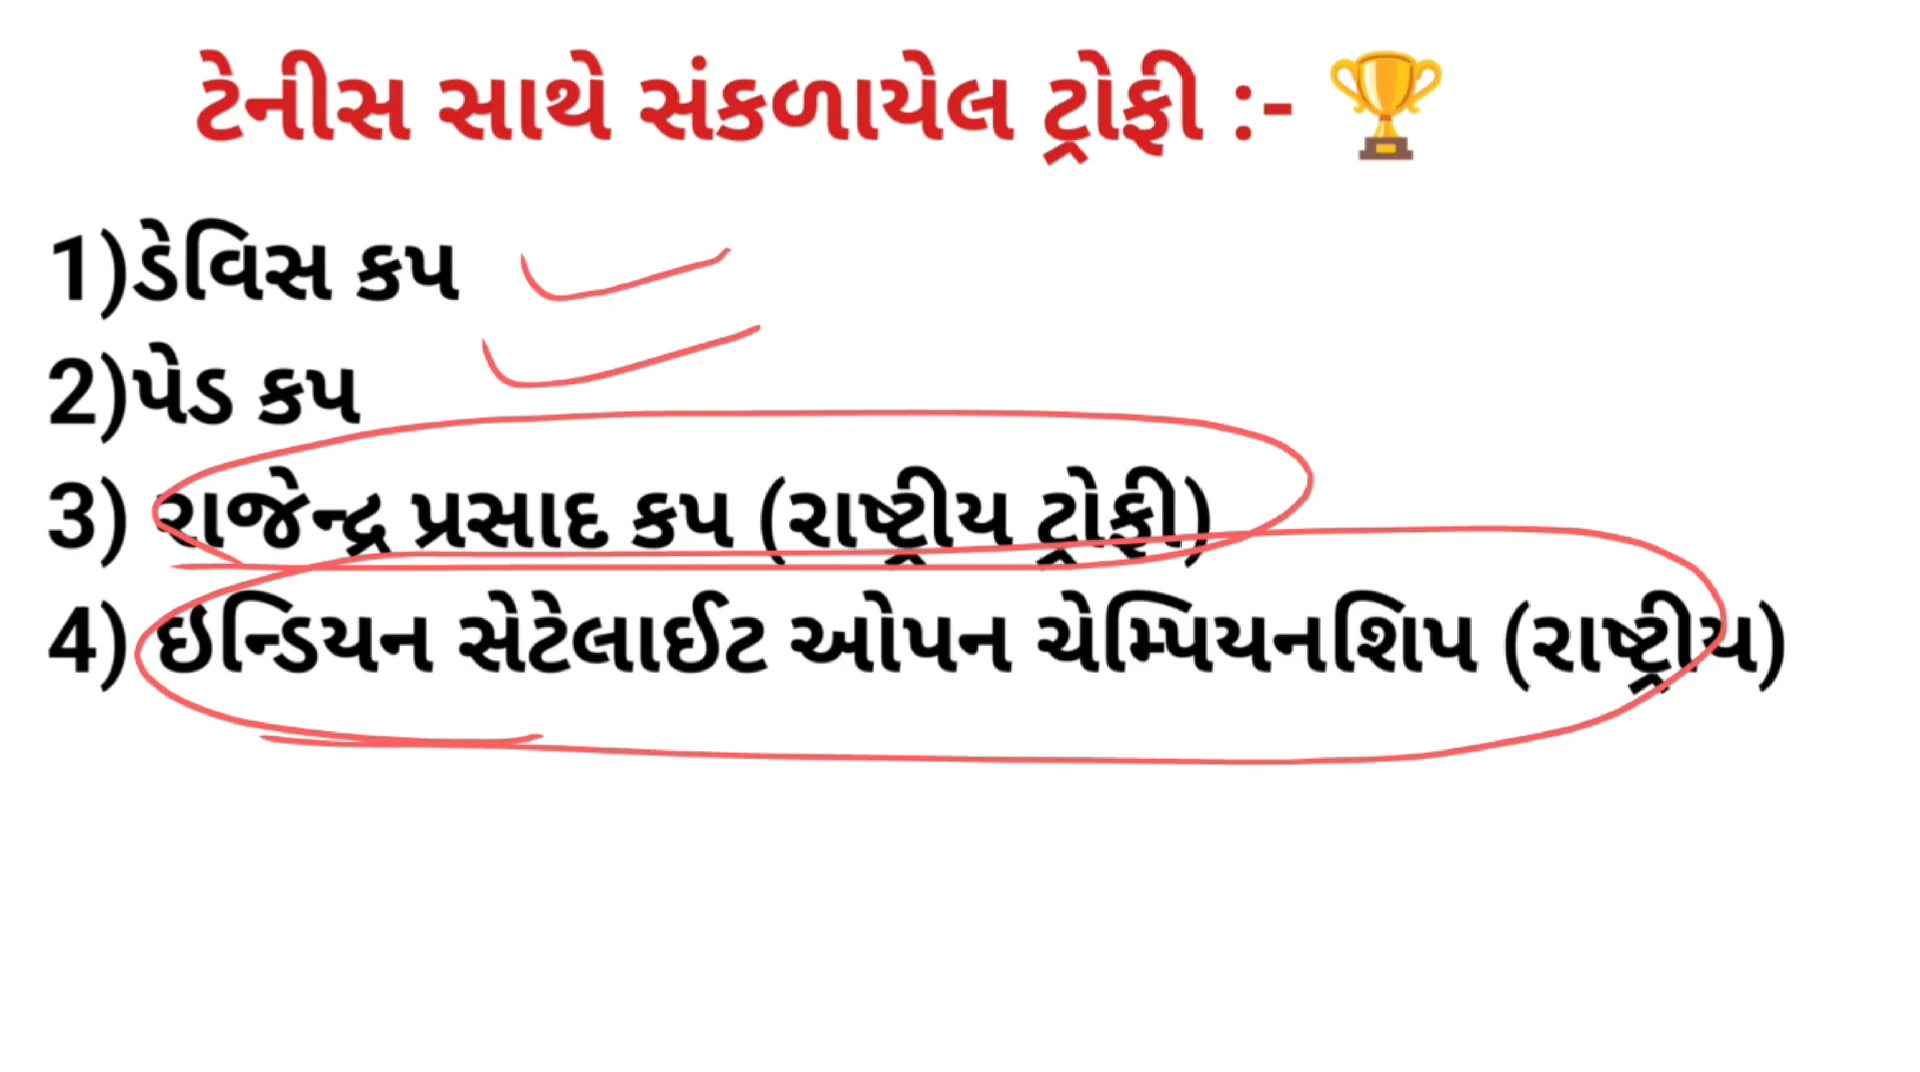 ટેનીસ સાથે સંકળાયેલ ટ્રોફી :- 🏆
1)ડેવિસ કપ
2)પેડ કપ
3) રાજેન્દ્ર પ્રસાદ કપ (રાષ્ટ્રીય ટ્રોફી)
4) ઇન્ડિયન સેટેલાઈટ ઓપન ચેમ્પિયનશિપ (રાષ્ટ્રીય)